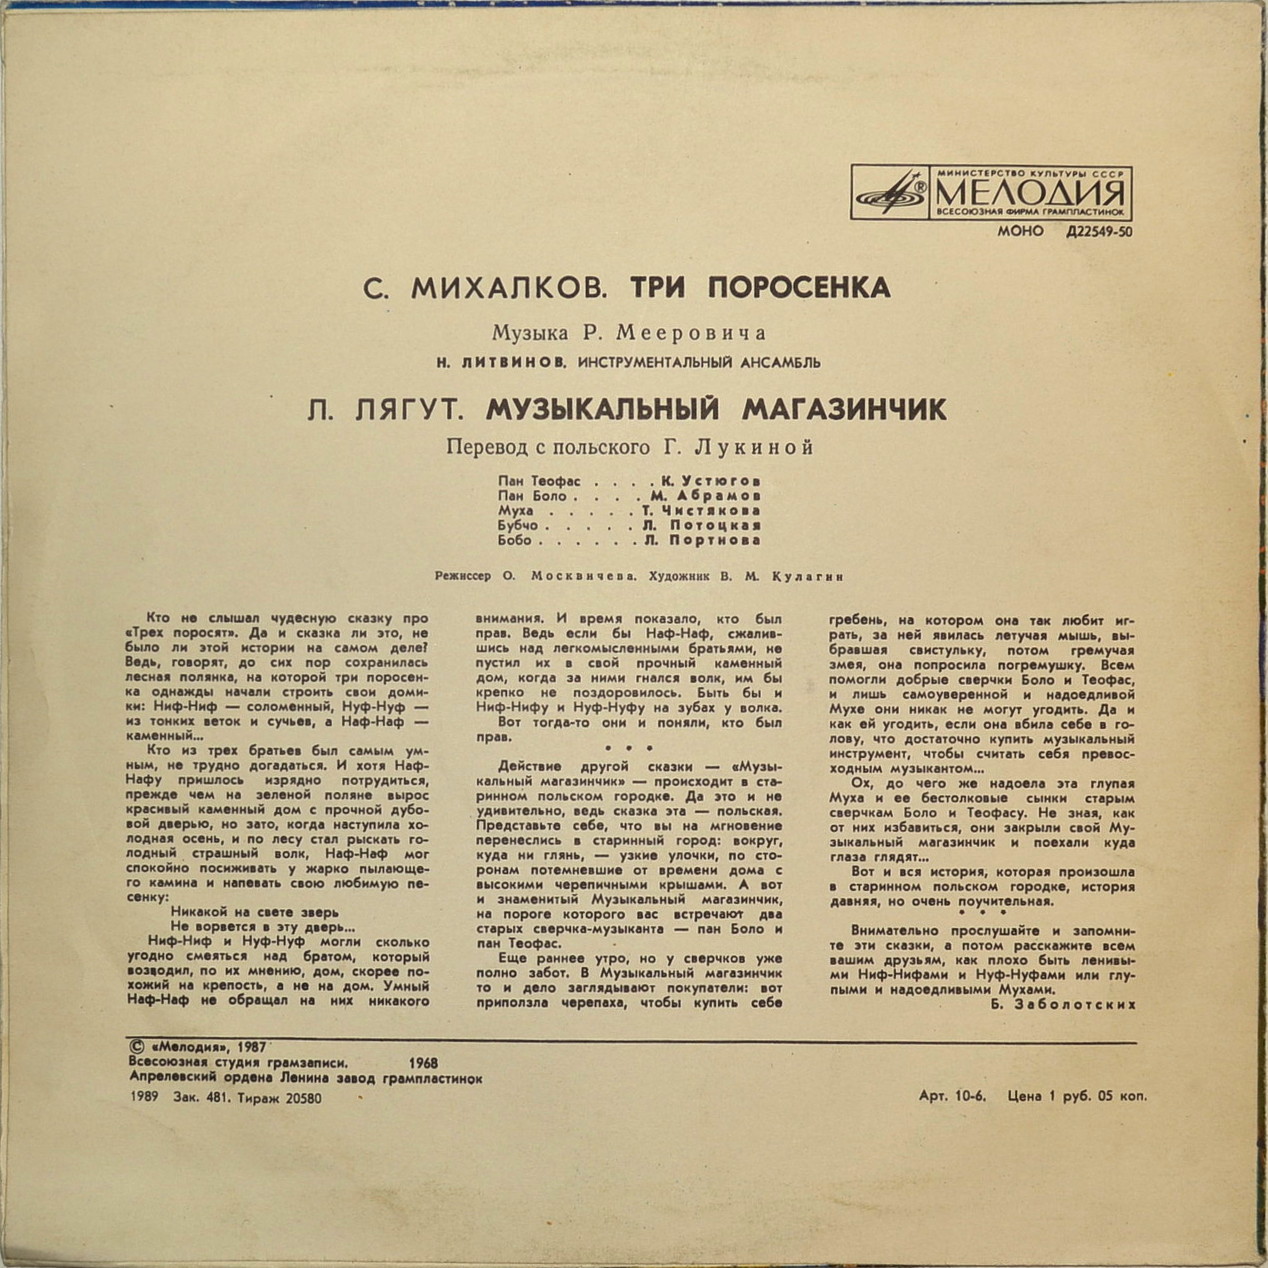 МИНИСТЕРСТВО КУЛЬТУРЫ СССР
®
МЕЛОДИЯ
ВСЕСОЮЗНАЯ ФИРМА ГРАМПЛАСТИНОК
МОНО Д22549-50
С. МИХАЛКОВ. ТРИ ПОРОСЕНКА
Музыка Р. Мееровича
Н. ЛИТВИНОВ, ИНСТРУМЕНТАЛЬНЫЙ АНСАМБЛЬ
Л. ЛЯГУТ. МУЗЫКАЛЬНЫЙ МАГАЗИНЧИК
Перевод с польского Г. Лукиной
Пан Теофас . . . . К. Устюгов
Пан Боло . . . . М. Абрамов
Муха . . . . . Т. Чистякова
Бубчо . . . . . Л. Потоцкая
Бобо . . . . . . Л. Портнова
Режиссер О. Москвичева. Художник В. М. Кулагин
Кто не слышал чудесную сказку про
«Трех поросят». Да и сказка ли это, не
было ли этой истории на самом деле?
Ведь, говорят, до сих пор сохранилась
лесная полянка, на которой три поросен-
ка однажды начали строить свои доми-
ки: Ниф-Ниф — соломенный, Нуф-Нуф —
из тонких веток и сучьев, а Наф-Наф —
каменный...
Кто из трех братьев был самым ум-
ным, не трудно догадаться. И хотя Наф-
Нафу пришлось изрядно потрудиться,
прежде чем на зеленой поляне вырос
красивый каменный дом с прочной дубо-
вой дверью, но зато, когда наступила хо-
лодная осень, и по лесу стал рыскать го-
лодный страшный волк, Наф-Наф мог
спокойно посиживать у жарко пылающе-
го камина и напевать свою любимую пе-
сенку:
Никакой на свете зверь
Не ворвется в эту дверь...
Ниф-Ниф и Нуф-Нуф могли сколько
угодно смеяться над братом, который
возводил, по их мнению, дом, скорее по-
хожий на крепость, а не на дом. Умный
Наф-Наф не обращал на них никакого
внимания. И время показало, кто был
прав. Ведь если бы Наф-Наф, сжалив-
шись над легкомысленными братьями, не
пустил их в свой прочный каменный
дом, когда за ними гнался волк, им бы
крепко не поздоровилось. Быть бы и
Ниф-Нифу и Нуф-Нуфу на зубах у волка.
Вот тогда-то они и поняли, кто был
прав.
• • •
Действие другой сказки — «Музы-
кальный магазинчик» — происходит в ста-
ринном польском городке. Да это и не
удивительно, ведь сказка эта — польская.
Представьте себе, что вы на мгновение
перенеслись в старинный город: вокруг,
куда ни глянь, — узкие улочки, по сто-
ронам потемневшие от времени дома с
высокими черепичными крышами. А вот
и знаменитый Музыкальный магазинчик,
на пороге которого вас встречают два
старых сверчка-музыканта — пан Боло и
пан Теофас.
Еще раннее утро, но у сверчков уже
полно забот. В Музыкальный магазинчик
то и дело заглядывают покупатели: вот
приползла черепаха, чтобы купить себе
гребень, на котором она так любит иг-
рать, за ней явилась летучая мышь, вы-
бравшая свистульку, потом гремучая
змея, она попросила погремушку. Всем
помогли добрые сверчки Боло и Теофас,
и лишь самоуверенной и надоедливой
Мухе они никак не могут угодить. Да и
как ей угодить, если она вбила себе в го-
лову, что достаточно купить музыкальный
инструмент, чтобы считать себя превос-
ходным музыкантом...
Ох, до чего же надоела эта глупая
Муха и ее бестолковые сынки старым
сверчкам Боло и Теофасу. Не зная, как
от них избавиться, они закрыли свой Му-
зыкальный магазинчик и поехали куда
глаза глядят...
Вот и вся история, которая произошла
в старинном польском городке, история
давняя, но очень поучительная.
• • •
Внимательно прослушайте и запомни-
те эти сказки, а потом расскажите всем
вашим друзьям, как плохо быть ленивы-
ми Ниф-Нифами и Нуф-Нуфами или глу-
пыми и надоедливыми Мухами.
Б. Заболотских
© «Мелодия», 1987
Всесоюзная студия грамзаписи. 1968
Апрелевский ордена Ленина завод грампластинок
1989 Зак. 481. Тираж 20580
Арт. 10-6. Цена 1 руб. 05 коп.